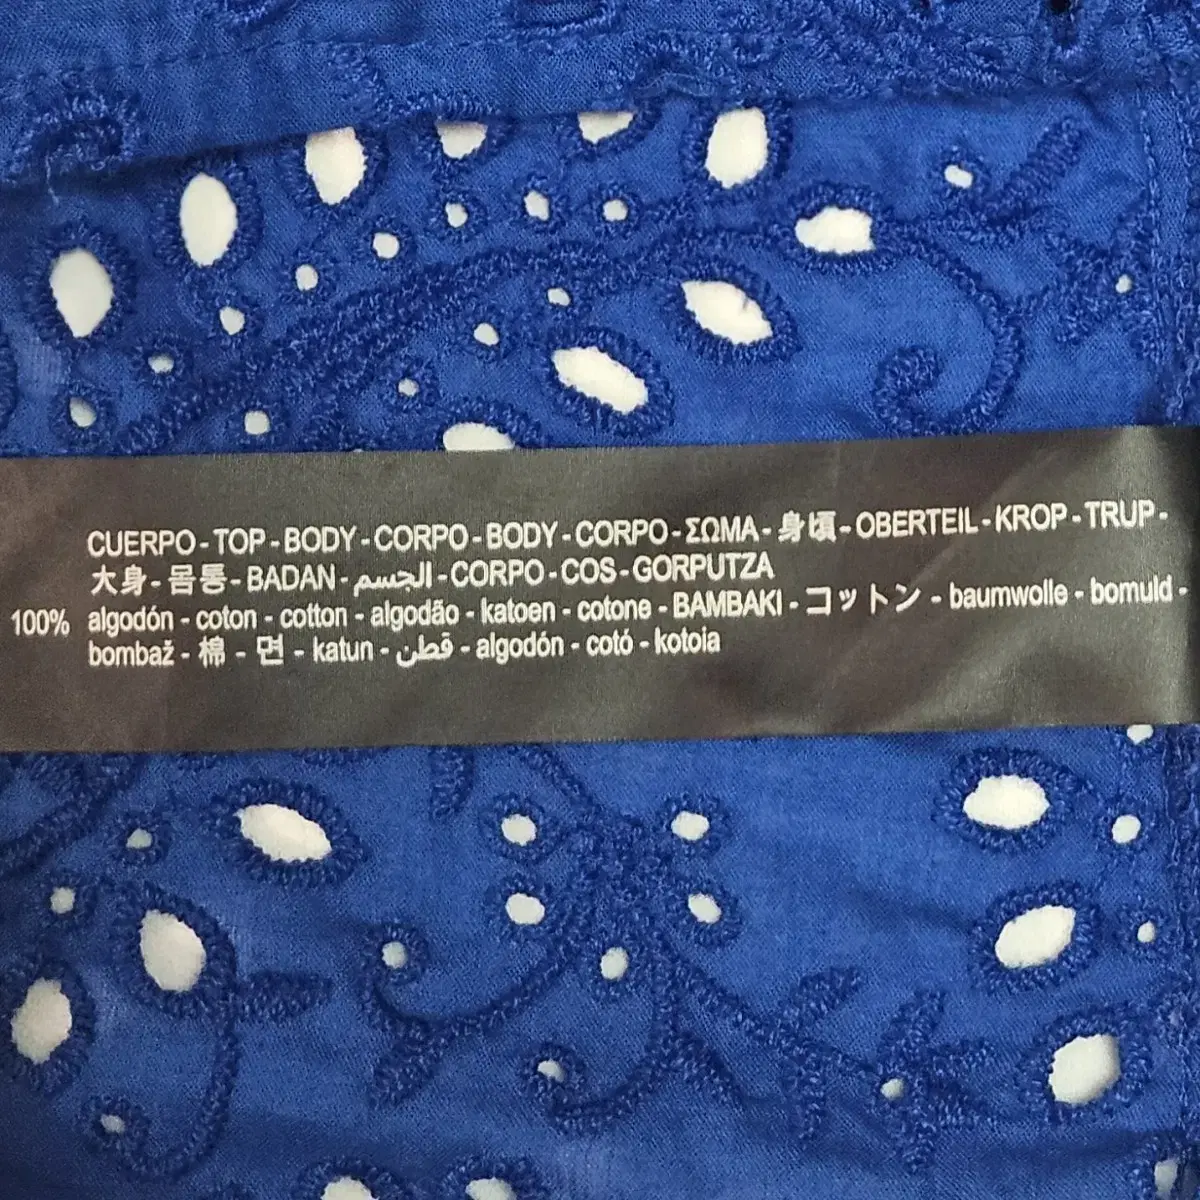 CUERPO - TOP - BODY - CORPO - BODY - CORPO - ΣΩΜΑ - 身頃 - OBERTEIL - KROP - TRUP -
大身 - 몸통 - BADAN - الجسم - CORPO - COS - GORPUTZA
100% algodón - coton - cotton - algodão - katoen - cotone - BAMBAKI - コットン - baumwolle - bomuld -
bombaž - 棉 - 면 - katun - قطن - algodón - cotó - kotoia